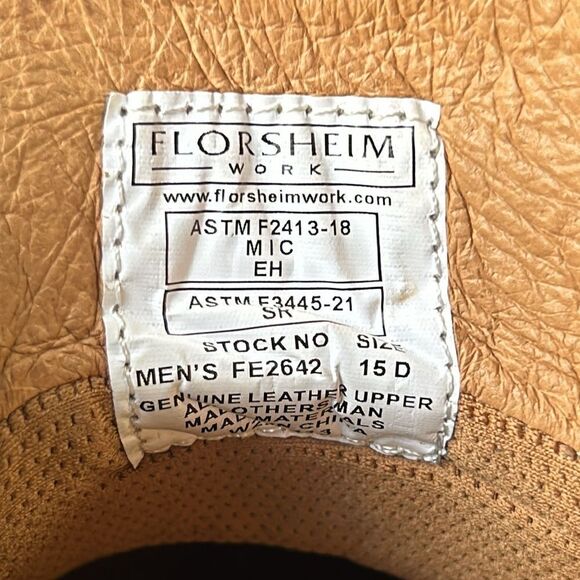 FLORSHEIM
WORK
www.florsheimwork.com
ASTM F2413-18
M I C
EH
ASTM F3445-21
SR
STOCK NO SIZE
MEN'S FE2642 15 D
GENUINE LEATHER UPPER